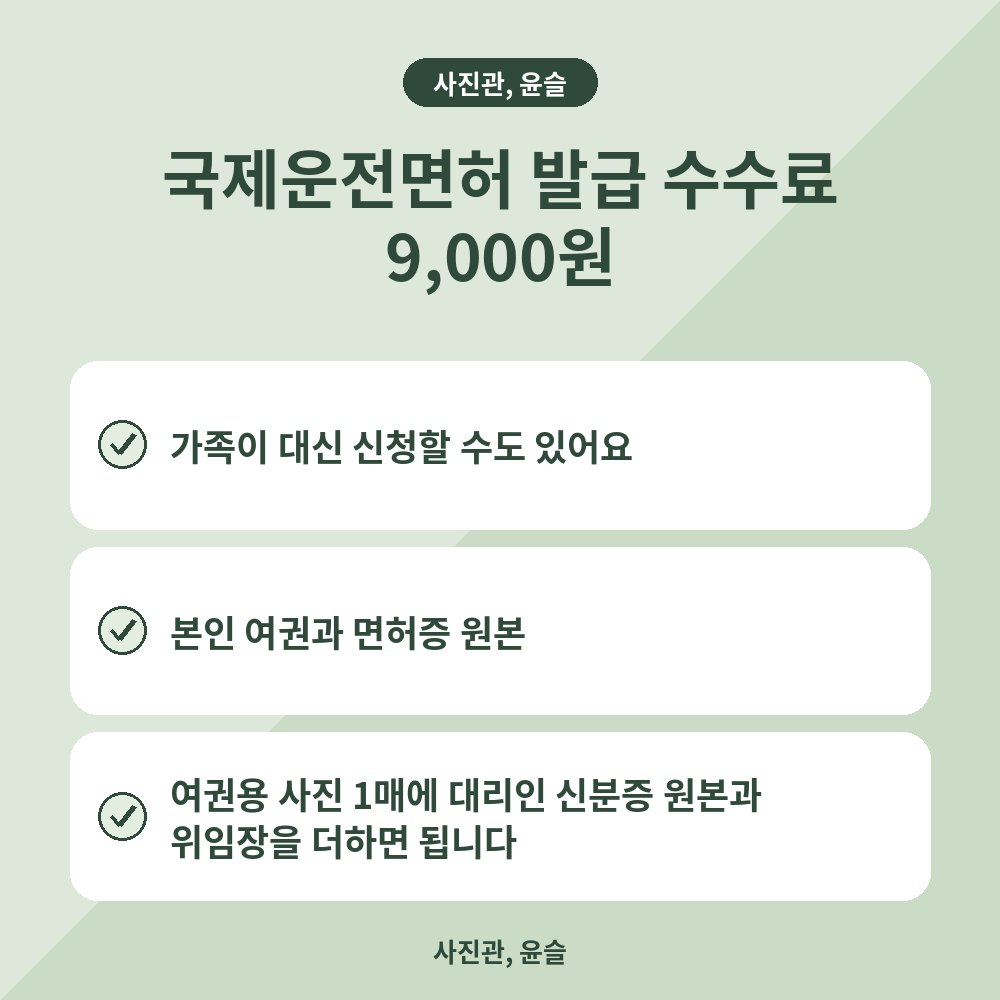 사진관, 윤슬
국제운전면허 발급 수수료
9,000원
가족이 대신 신청할 수도 있어요
본인 여권과 면허증 원본
여권용 사진 1매에 대리인 신분증 원본과
위임장을 더하면 됩니다
사진관, 윤슬